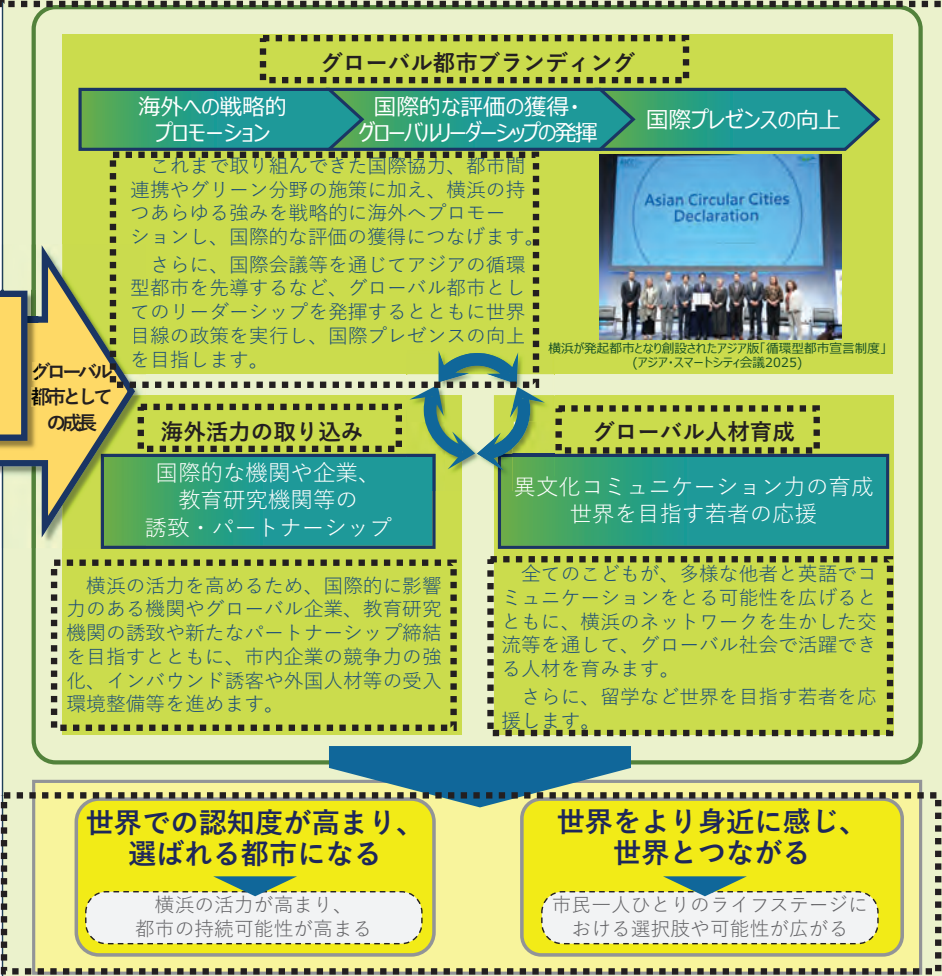 グローバル都市ブランディング
海外への戦略的
プロモーション
国際的な評価の獲得・
グローバルリーダーシップの発揮
国際プレゼンスの向上
これまで取り組んできた国際協力、都市間
連携やグリーン分野の施策に加え、横浜の持
つあらゆる強みを戦略的に海外へプロモー
ションし、国際的な評価の獲得につなげます。
さらに、国際会議等を通じてアジアの循環
型都市を先導するなど、グローバル都市とし
てのリーダーシップを発揮するとともに世界
目線の政策を実行し、国際プレゼンスの向上
を目指します。
Asian Circular Cities
Declaration
横浜が発起都市となり創設されたアジア版「循環型都市宣言制度」
(アジア・スマートシティ会議2025)
グローバル
都市として
の成長
海外活力の取り込み
国際的な機関や企業、
教育研究機関等の
誘致・パートナーシップ
横浜の活力を高めるため、国際的に影響
力のある機関やグローバル企業、教育研究
機関の誘致や新たなパートナーシップ締結
を目指すとともに、市内企業の競争力の強
化、インバウンド誘客や外国人材等の受入
環境整備等を進めます。
グローバル人材育成
異文化コミュニケーション力の育成
世界を目指す若者の応援
全てのこどもが、多様な他者と英語でコ
ミュニケーションをとる可能性を広げると
ともに、横浜のネットワークを生かした交
流等を通して、グローバル社会で活躍でき
る人材を育みます。
さらに、留学など世界を目指す若者を応
援します。
世界での認知度が高まり、
選ばれる都市になる
横浜の活力が高まり、
都市の持続可能性が高まる
世界をより身近に感じ、
世界とつながる
市民一人ひとりのライフステージに
おける選択肢や可能性が広がる